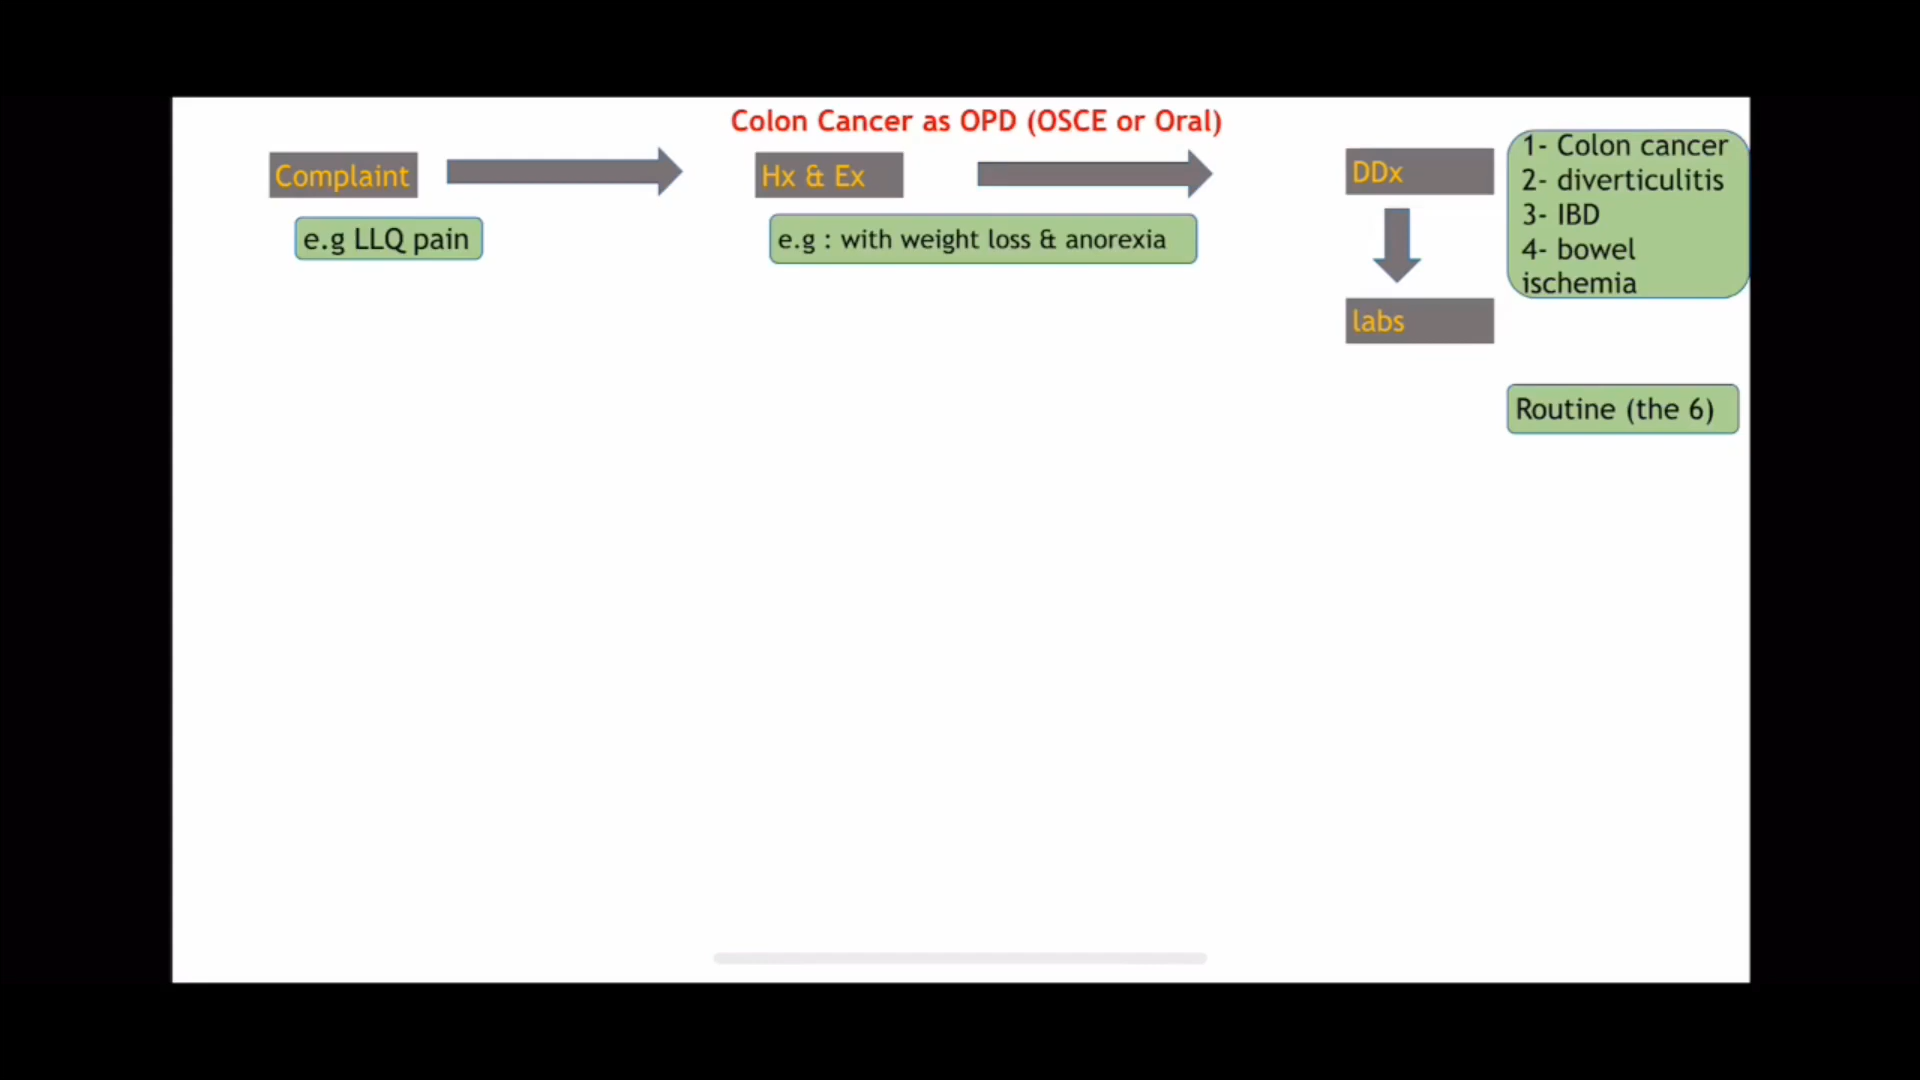 Colon Cancer as OPD (OSCE or Oral)
Complaint
e.g LLQ pain
Hx & Ex
e.g : with weight loss & anorexia
DDx
1- Colon cancer
2- diverticulitis
3- IBD
4- bowel
ischemia
labs
Routine (the 6)